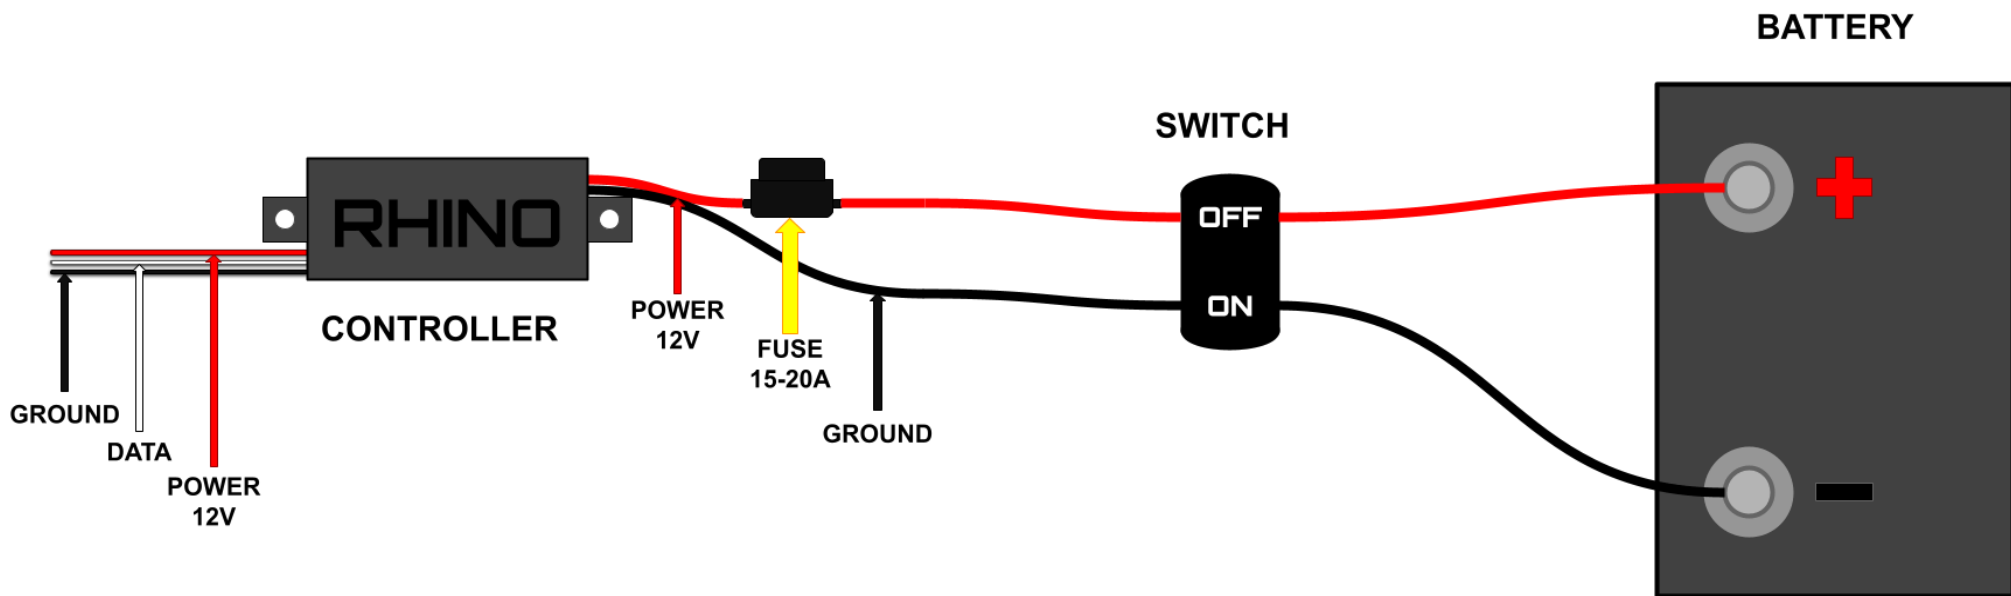 BATTERY
SWITCH
OFF
ON
RHINO
CONTROLLER
POWER
12V
FUSE
15-20A
GROUND
GROUND
DATA
POWER
12V